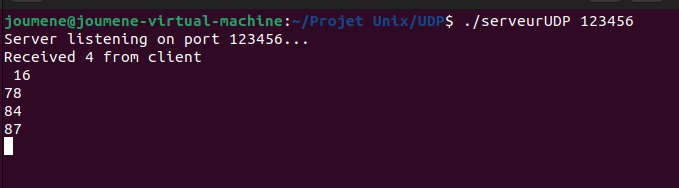 joumene@joumene-virtual-machine:~/Projet Unix/UDP$ ./serveurUDP 123456
Server listening on port 123456...
Received 4 from client
 16
78
84
87